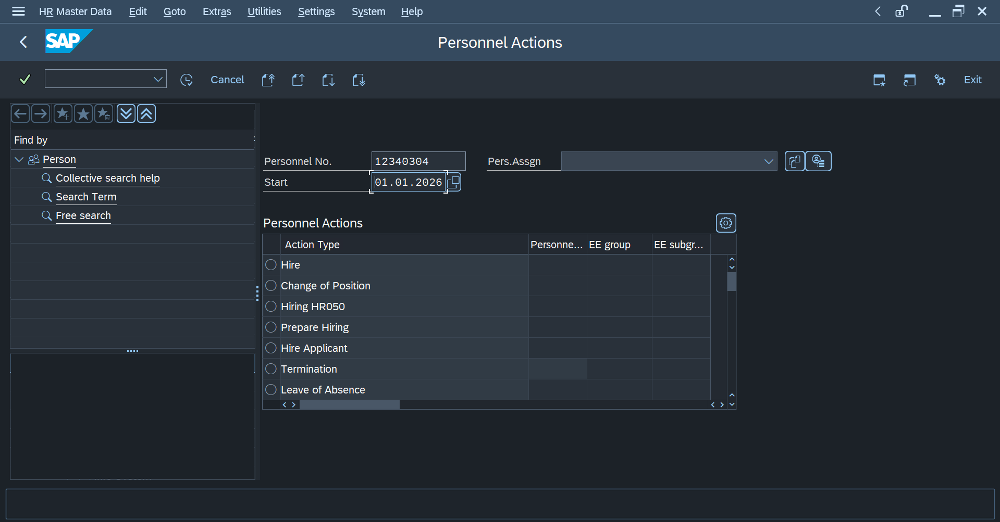 HR Master Data Edit Goto Extras Utilities Settings System Help
SAP
Personnel Actions
Cancel
Exit
Find by
Person
Collective search help
Search Term
Free search
Personnel No. 12340304 Pers.Assgn
Start 01.01.2026
Personnel Actions
Action Type Personne... EE group EE subgr...
Hire
Change of Position
Hiring HR050
Prepare Hiring
Hire Applicant
Termination
Leave of Absence